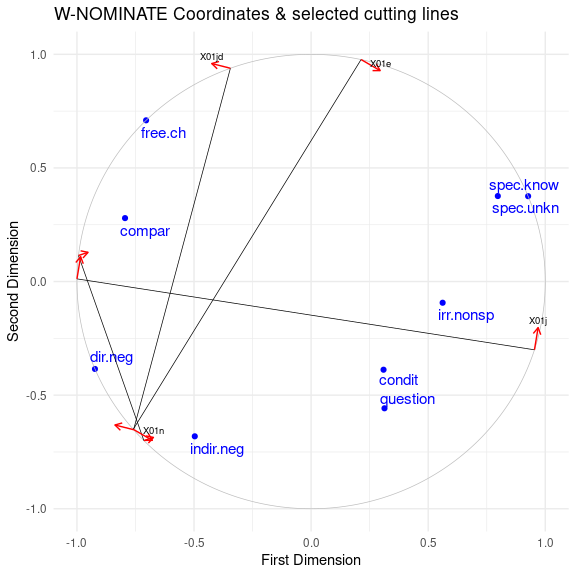 W-NOMINATE Coordinates & selected cutting lines
1.0
0.5
0.0
-0.5
-1.0
Second Dimension
X01jd
X01e
free.ch
spec.know
spec.unkn
compar
irr.nonsp
X01j
dir.neg
condit
question
X01n
indir.neg
-1.0 -0.5 0.0 0.5 1.0
First Dimension